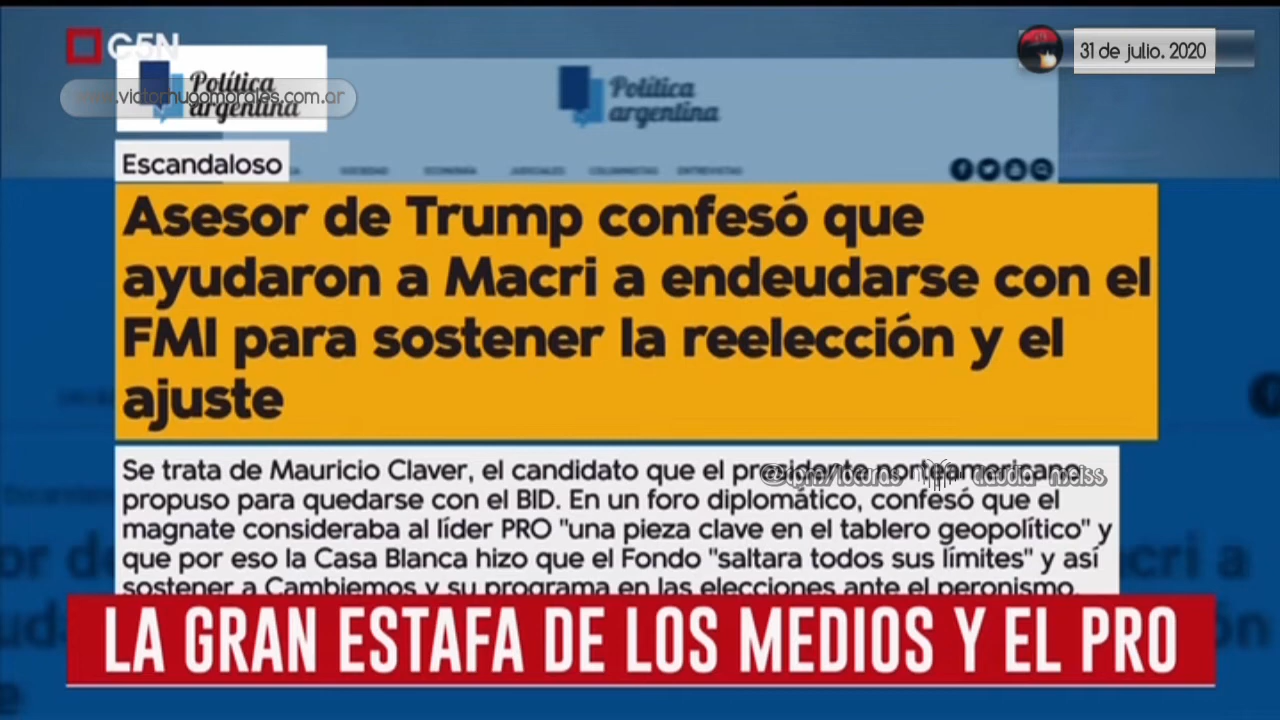 C5N
31 de julio. 2020
www.victorhugomorales.com.ar
Política
argentina
Política
argentina
Escandaloso
SOCIEDAD ECONOMÍA JUDICIALES COLUMNISTAS ENTREVISTAS
Asesor de Trump confesó que
ayudaron a Macri a endeudarse con el
FMI para sostener la reelección y el
ajuste
Se trata de Mauricio Claver, el candidato que el presidente norteamericano
propuso para quedarse con el BID. En un foro diplomático, confesó que el
magnate consideraba al líder PRO "una pieza clave en el tablero geopolítico" y
que por eso la Casa Blanca hizo que el Fondo "saltara todos sus límites" y así
sostener a Cambiemos y su programa en las elecciones ante el peronismo.
LA GRAN ESTAFA DE LOS MEDIOS Y EL PRO